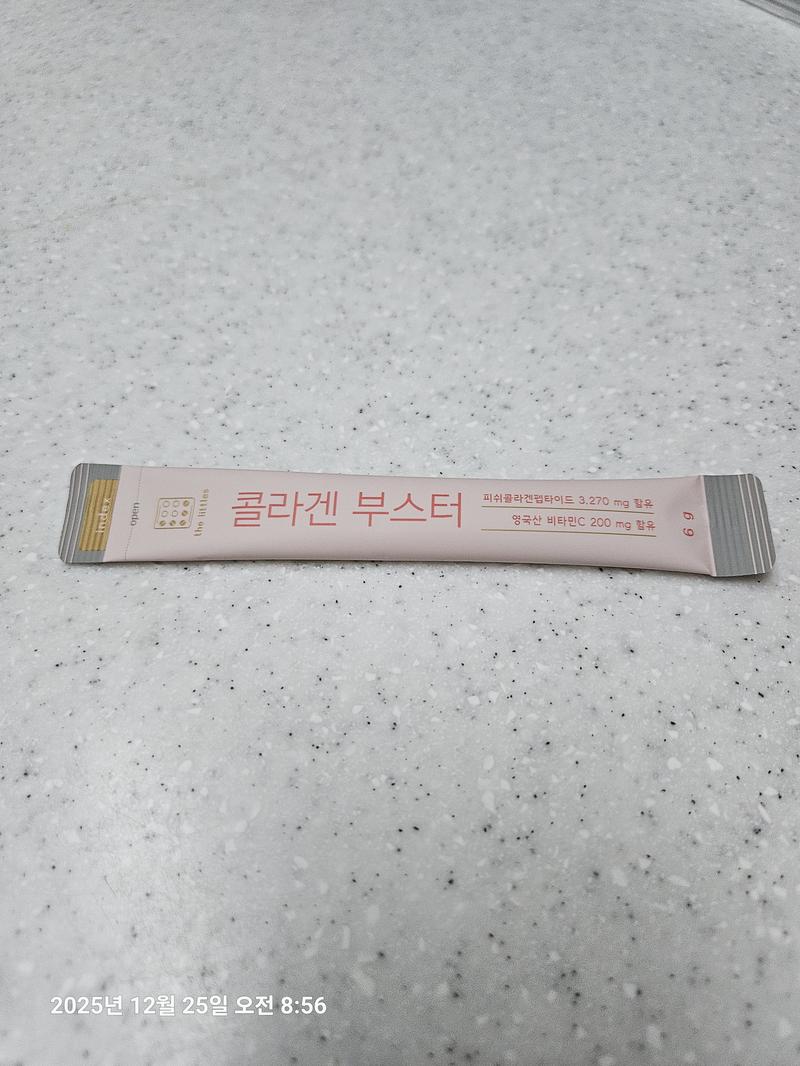 Index
open
the littles
콜라겐 부스터
피쉬콜라겐펩타이드 3,270 mg 함유
영국산 비타민C 200 mg 함유
6 g
2025년 12월 25일 오전 8:56